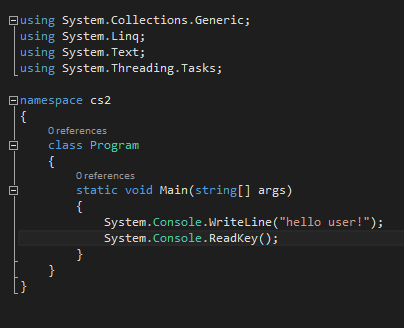 using System.Collections.Generic;
using System.Linq;
using System.Text;
using System.Threading.Tasks;
namespace cs2
{
0 references
class Program
{
0 references
static void Main(string[] args)
{
System.Console.WriteLine("hello user!");
System.Console.ReadKey();
}
}
}